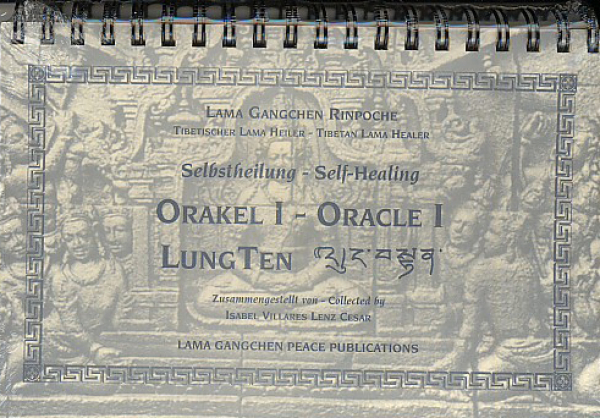 LAMA GANGCHEN RINPOCHE
TIBETISCHER LAMA HEILER - TIBETAN LAMA HEALER
Selbstheilung - Self-Healing
ORAKEL I - ORACLE I
LUNGTEN ལུང་བསྟན་
Zusammengestellt von - Collected by
ISABEL VILLARES LENZ CESAR
LAMA GANGCHEN PEACE PUBLICATIONS